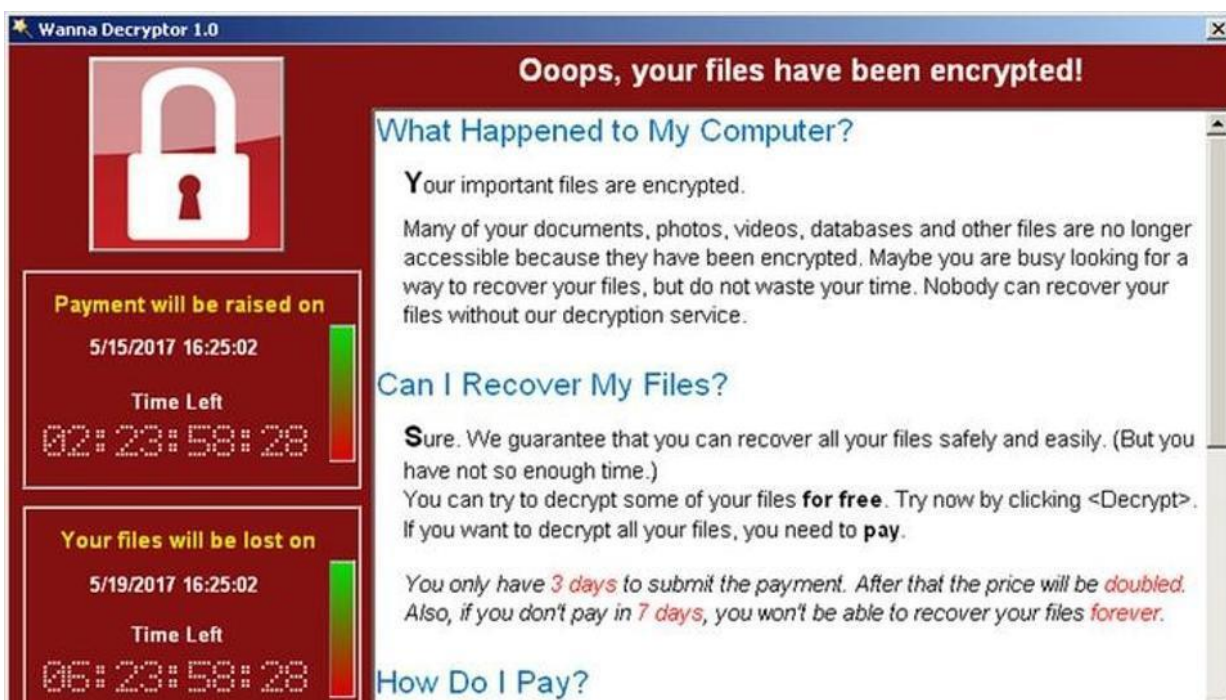 Wanna Decryptor 1.0
Ooops, your files have been encrypted!
Payment will be raised on
5/15/2017 16:25:02
Time Left
02:23:58:28
Your files will be lost on
5/19/2017 16:25:02
Time Left
06:23:58:28
What Happened to My Computer?
Your important files are encrypted.
Many of your documents, photos, videos, databases and other files are no longer
accessible because they have been encrypted. Maybe you are busy looking for a
way to recover your files, but do not waste your time. Nobody can recover your
files without our decryption service.
Can I Recover My Files?
Sure. We guarantee that you can recover all your files safely and easily. (But you
have not so enough time.)
You can try to decrypt some of your files for free. Try now by clicking <Decrypt>.
If you want to decrypt all your files, you need to pay.
You only have 3 days to submit the payment. After that the price will be doubled.
Also, if you don't pay in 7 days, you won't be able to recover your files forever.
How Do I Pay?